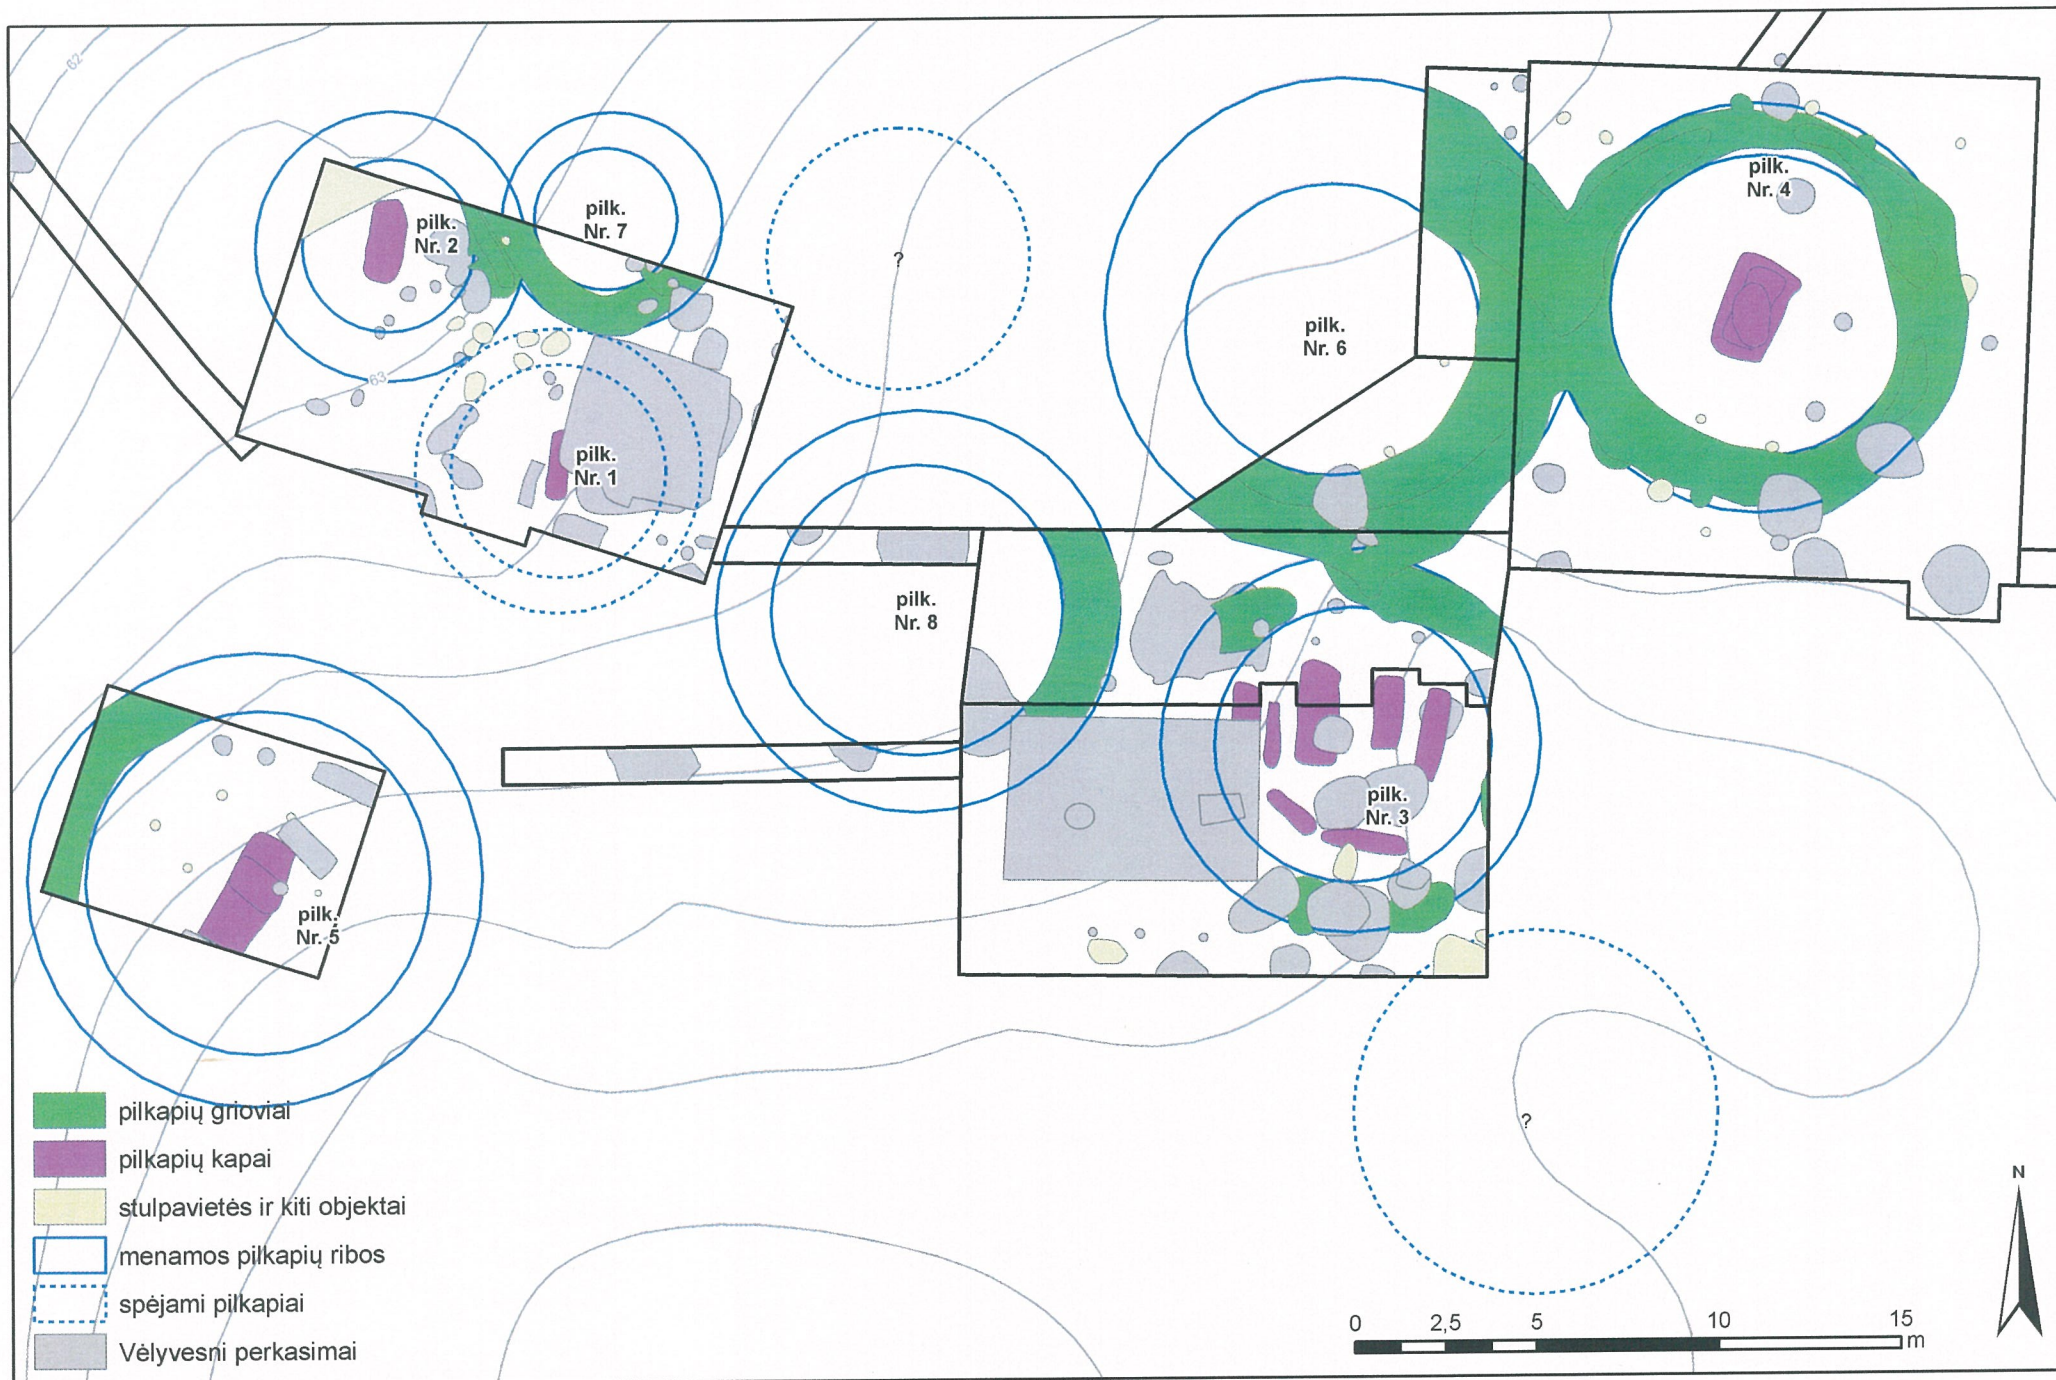 62
pilk.
Nr. 4
pilk.
Nr. 7
pilk.
Nr. 2
?
pilk.
Nr. 6
63
pilk.
Nr. 1
pilk.
Nr. 8
pilk.
Nr. 3
pilk.
Nr. 5
?
pilkapių grioviai
pilkapių kapai
stulpavietės ir kiti objektai
menamos pilkapių ribos
spėjami pilkapiai
Vėlyvesni perkasimai
N
0 2,5 5 10 15
m